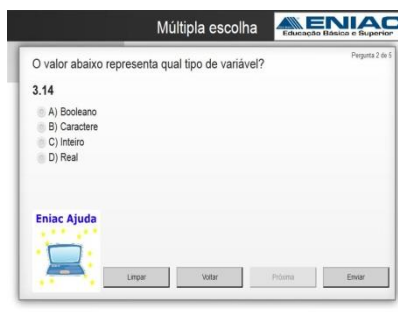 Múltipla escolha
ENIAC
Educação Básica e Superior
Pergunta 2 de 5
O valor abaixo representa qual tipo de variável?
3.14
A) Booleano
B) Caractere
C) Inteiro
D) Real
Eniac Ajuda
Limpar
Voltar
Próxima
Enviar